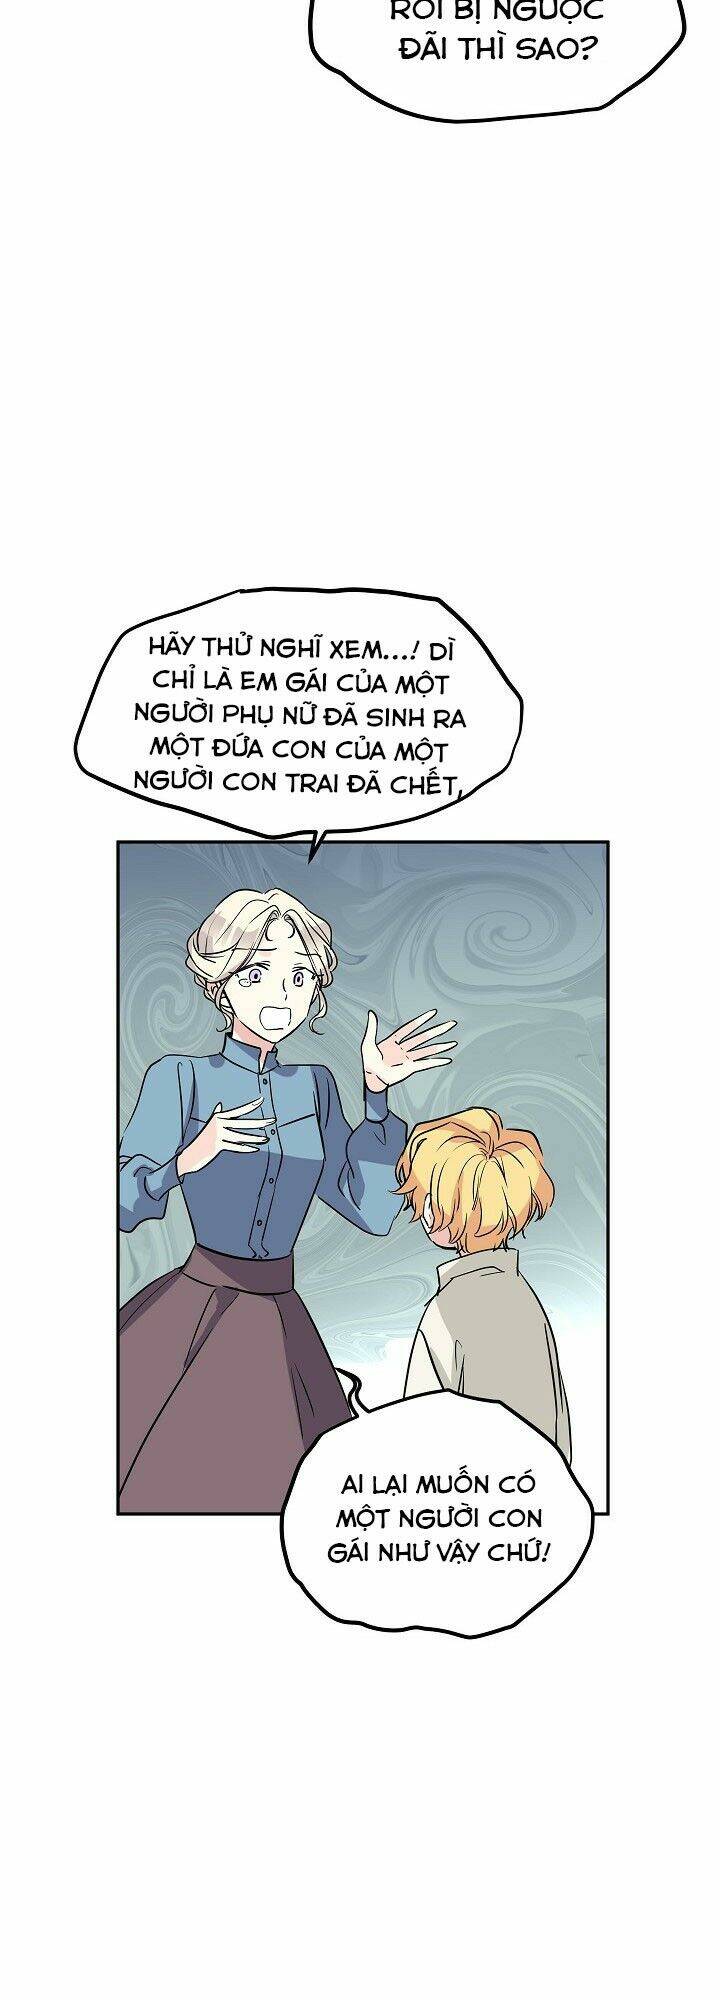 RỒI BỊ NGƯỢC
ĐÃI THÌ SAO?
HÃY THỬ NGHĨ XEM...! DÌ
CHỈ LÀ EM GÁI CỦA MỘT
NGƯỜI PHỤ NỮ ĐÃ SINH RA
MỘT ĐỨA CON CỦA MỘT
NGƯỜI CON TRAI ĐÃ CHẾT,
AI LẠI MUỐN CÓ
MỘT NGƯỜI CON
GÁI NHƯ VẬY CHỨ!